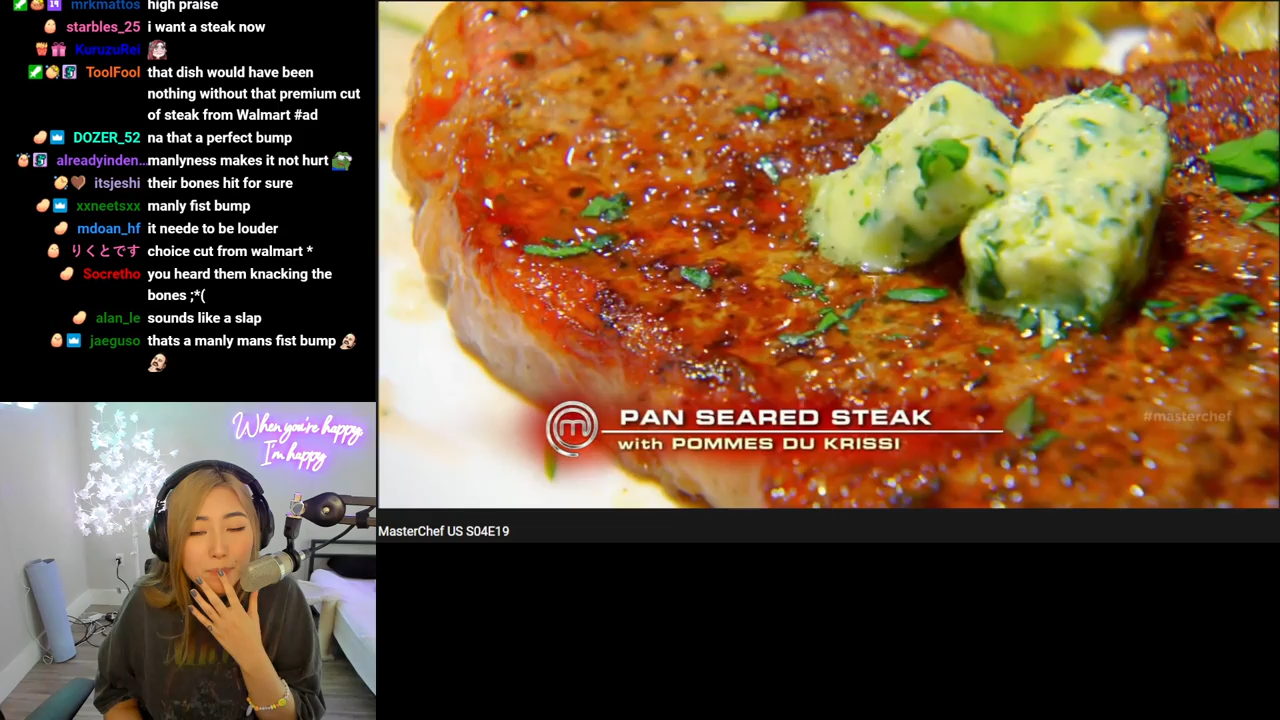 mrkmattos high praise
starbles_25 i want a steak now
KuruzuRei
ToolFool that dish would have been
nothing without that premium cut
of steak from Walmart #ad
DOZER_52 na that a perfect bump
alreadyinden... manlyness makes it not hurt
itsjeshi their bones hit for sure
xxneetsxx manly fist bump
mdoan_hf it neede to be louder
りくとです choice cut from walmart *
Socretho you heard them knacking the
bones ;*(
alan_le sounds like a slap
jaeguso thats a manly mans fist bump
When you're happy,
I'm happy
PAN SEARED STEAK
with POMMES DU KRISSI
#masterchef
MasterChef US S04E19